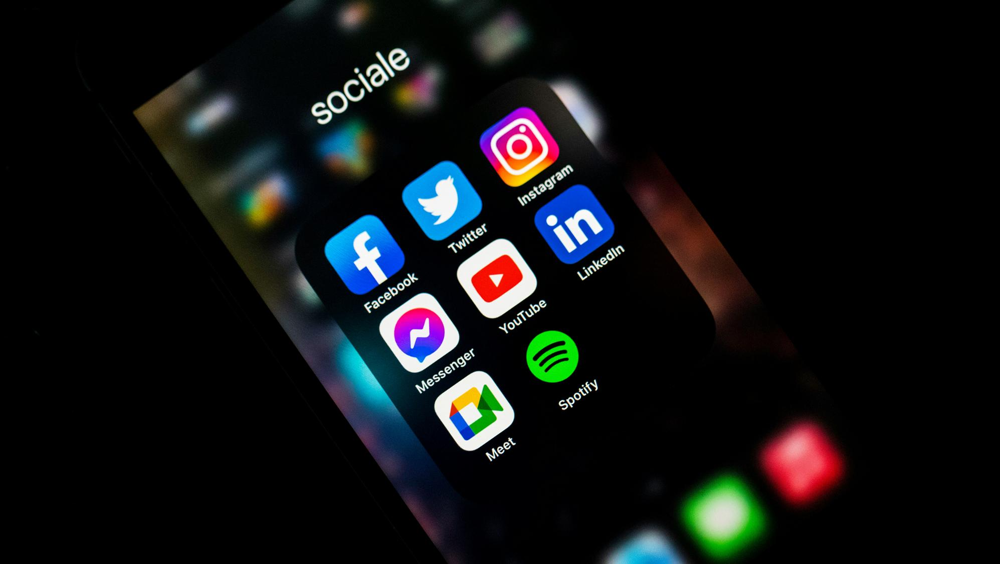 sociale
Facebook
Twitter
Instagram
Messenger
YouTube
LinkedIn
Meet
Spotify